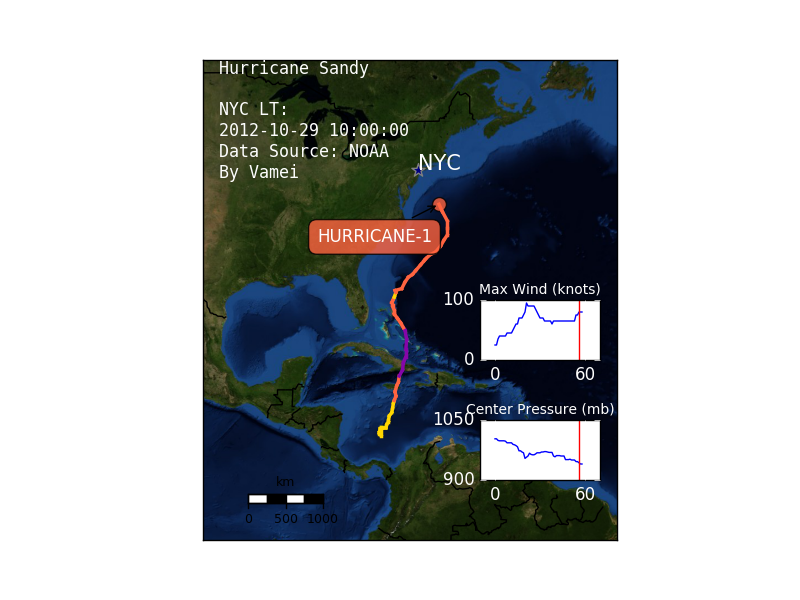 Hurricane Sandy
NYC LT:
2012-10-29 10:00:00
Data Source: NOAA
By Vamei
NYC
HURRICANE-1
Max Wind (knots)
100
0
0 60
Center Pressure (mb)
1050
900
0 60
km
0 500 1000